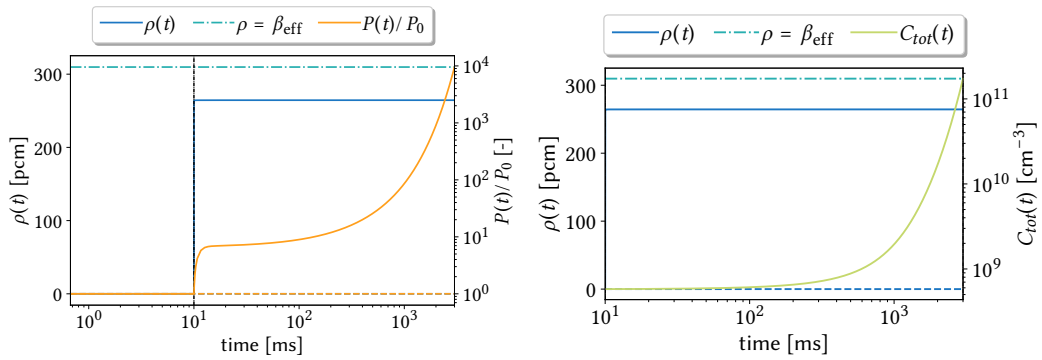 ρ(t) ρ = β_eff P(t)/P_0
300
200
100
0
ρ(t) [pcm]
10^4
10^3
10^2
10^1
10^0
P(t)/P_0 [-]
10^0 10^1 10^2 10^3
time [ms]
ρ(t) ρ = β_eff C_tot(t)
300
200
100
0
ρ(t) [pcm]
10^11
10^10
10^9
C_tot(t) [cm^−3]
10^1 10^2 10^3
time [ms]